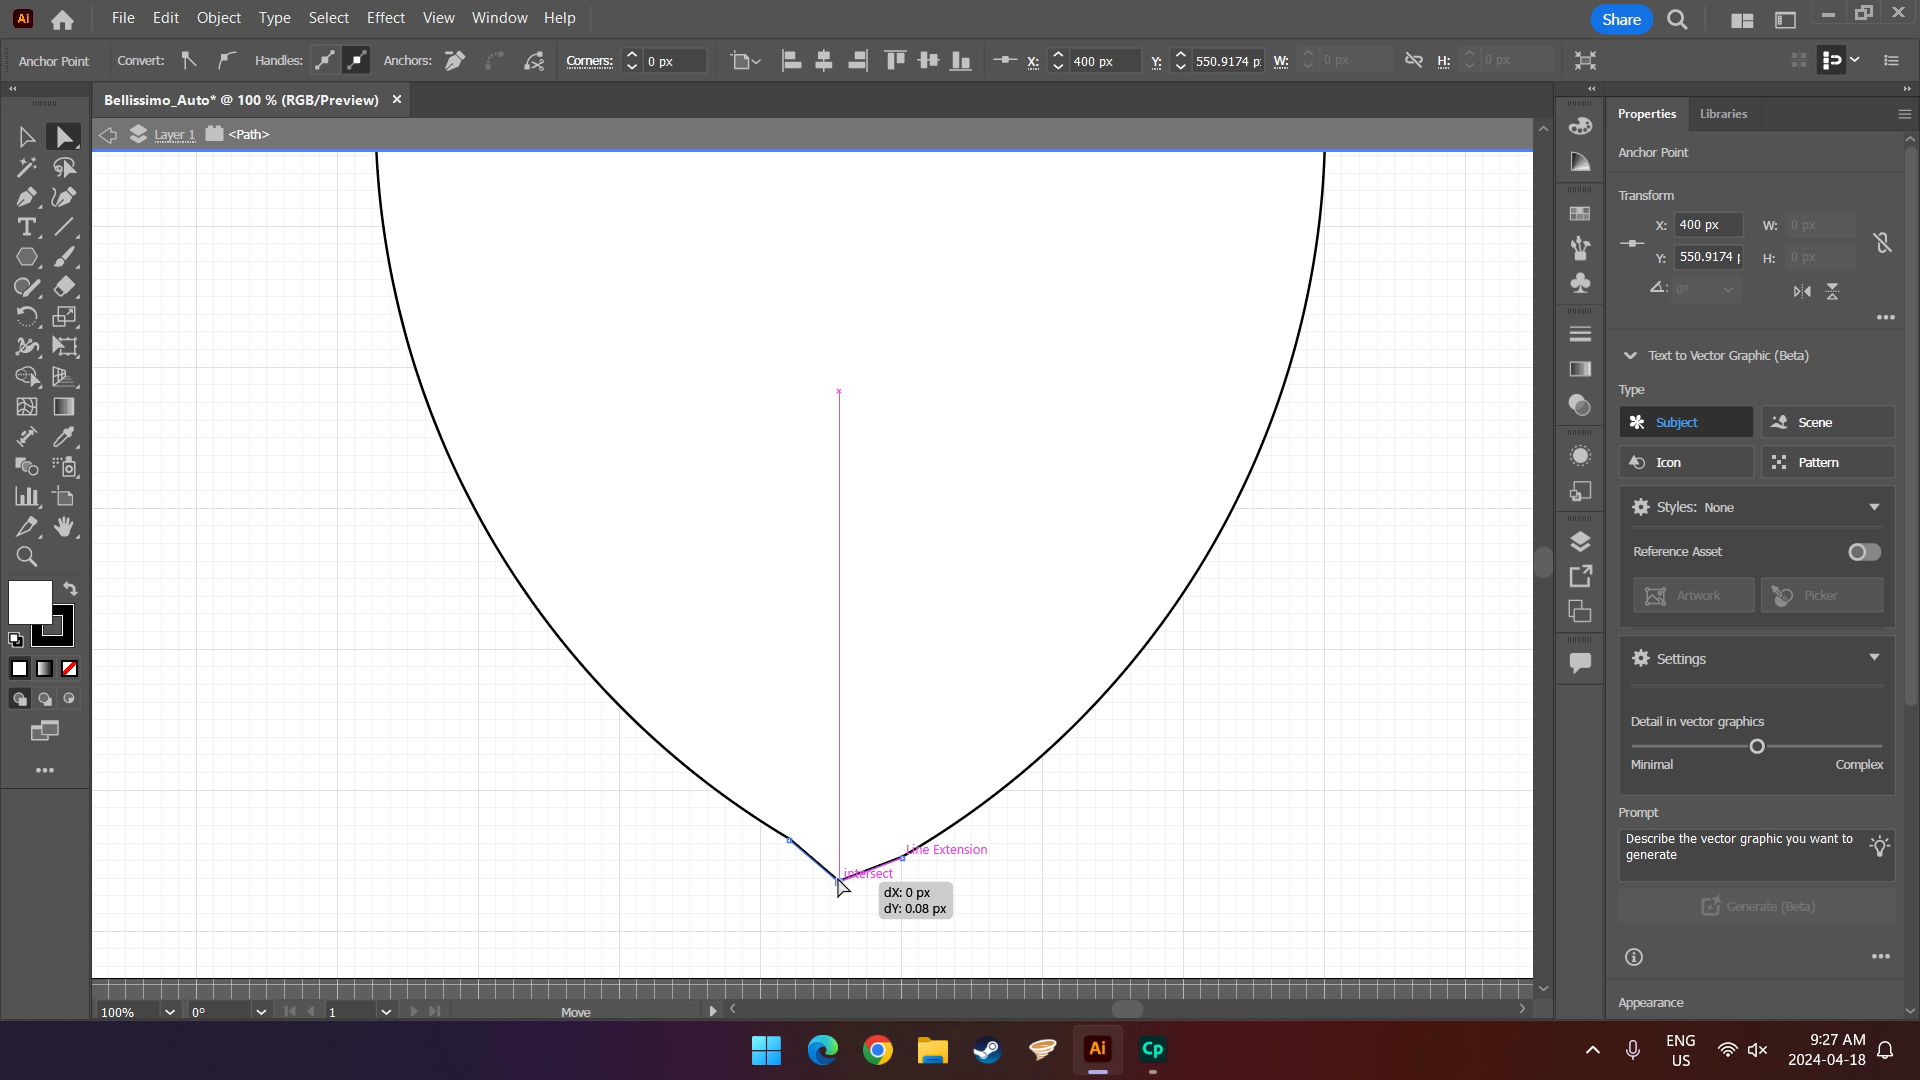 Ai File Edit Object Type Select Effect View Window Help Share
Anchor Point Convert: Handles: Anchors: Corners: 0 px X: 400 px Y: 550.9174 p W: 0 px H: 0 px
Bellissimo_Auto* @ 100 % (RGB/Preview)
Layer 1 <Path>
Properties Libraries
Anchor Point
Transform
X: 400 px W: 0 px
Y: 550.9174 p H: 0 px
0°
Text to Vector Graphic (Beta)
Type
Subject Scene
Icon Pattern
Styles: None
Reference Asset
Artwork Picker
Settings
Detail in vector graphics
Minimal Complex
Prompt
Describe the vector graphic you want to
generate
Generate (Beta)
Appearance
Line Extension
intersect
dX: 0 px
dY: 0.08 px
100% 0° 1 Move
Ai Cp
ENG
US
9:27 AM
2024-04-18